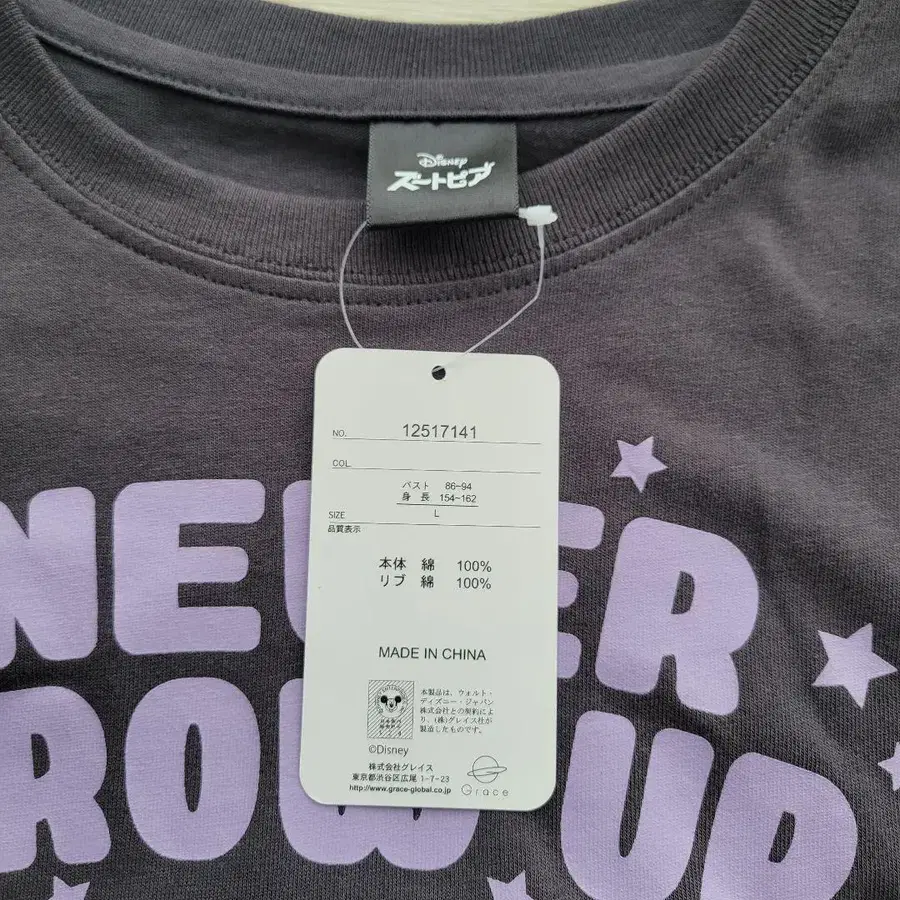 Disney
ズートピア
NO. 12517141
COL.
バスト 86-94
身長 154-162
SIZE L
品質表示
本体 綿 100%
リブ 綿 100%
MADE IN CHINA
本製品は、ウォルト・
ディズニー・ジャパン
株式会社との契約によ
り、(株)グレイス社が
製造したものです。
©Disney
株式会社グレイス
東京都渋谷区広尾 1-7-23
http://www.grace-global.co.jp
Grace
NEVER
ROW UP